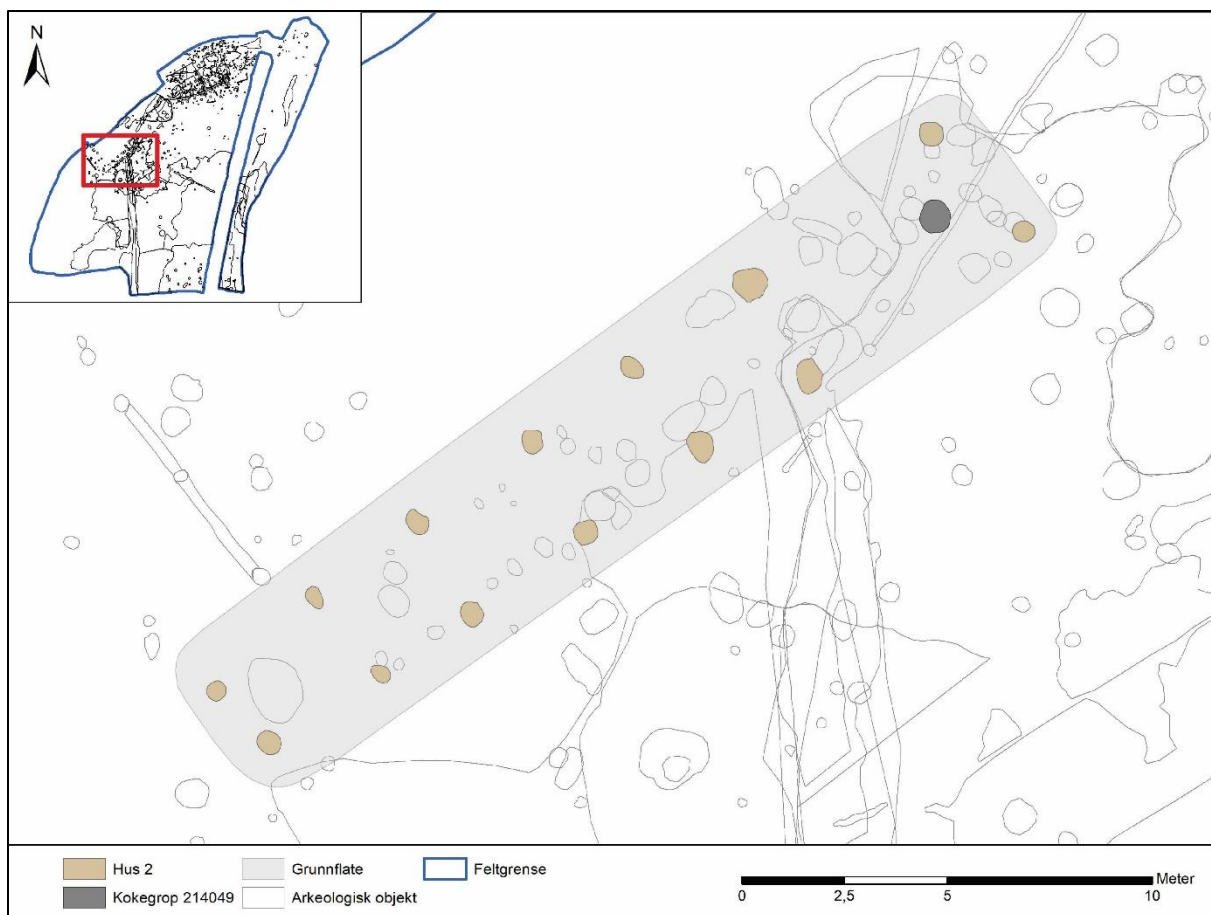 N
Hus 2
Grunnflate
Feltgrense
Kokegrop 214049
Arkeologisk objekt
Meter
0
2,5
5
10